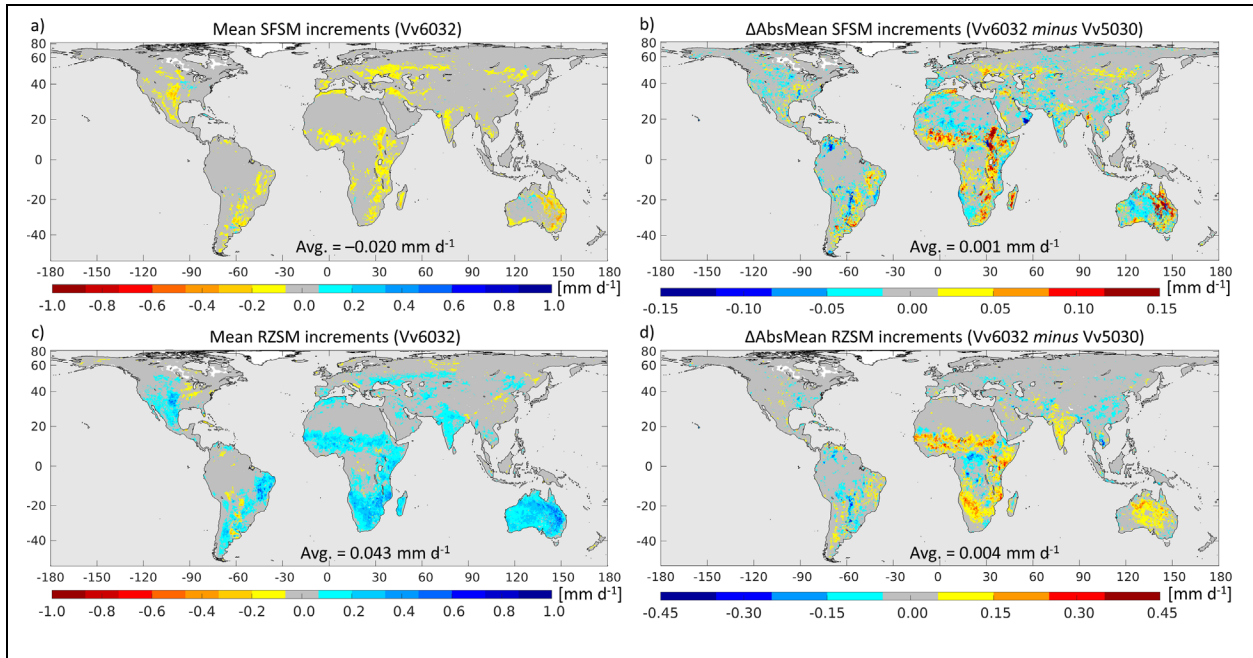 a) Mean SFSM increments (Vv6032)
80
60
40
20
0
-20
-40
Avg. = –0.020 mm d-1
-180 -150 -120 -90 -60 -30 0 30 60 90 120 150 180
-1.0 -0.8 -0.6 -0.4 -0.2 0.0 0.2 0.4 0.6 0.8 1.0 [mm d-1]
b) ΔAbsMean SFSM increments (Vv6032 minus Vv5030)
80
60
40
20
0
-20
-40
Avg. = 0.001 mm d-1
-180 -150 -120 -90 -60 -30 0 30 60 90 120 150 180
-0.15 -0.10 -0.05 0.00 0.05 0.10 0.15 [mm d-1]
c) Mean RZSM increments (Vv6032)
80
60
40
20
0
-20
-40
Avg. = 0.043 mm d-1
-180 -150 -120 -90 -60 -30 0 30 60 90 120 150 180
-1.0 -0.8 -0.6 -0.4 -0.2 0.0 0.2 0.4 0.6 0.8 1.0 [mm d-1]
d) ΔAbsMean RZSM increments (Vv6032 minus Vv5030)
80
60
40
20
0
-20
-40
Avg. = 0.004 mm d-1
-180 -150 -120 -90 -60 -30 0 30 60 90 120 150 180
-0.45 -0.30 -0.15 0.00 0.15 0.30 0.45 [mm d-1]